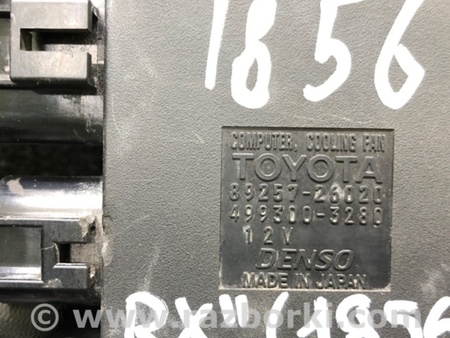 1856
COMPUTER, COOLING FAN
TOYOTA
89257-26020
499300-3280
12V
DENSO
MADE IN JAPAN
www.razborki.com